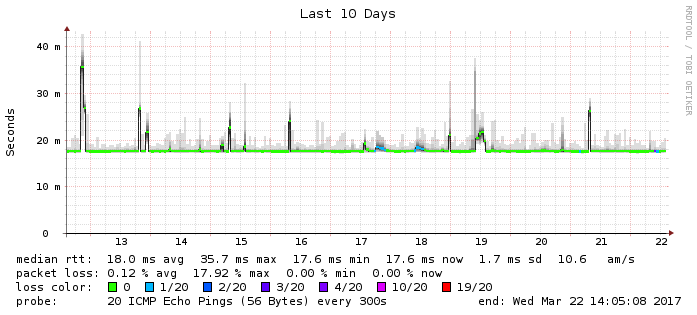 Last 10 Days
RRDTOOL / TOBI OETIKER
Seconds
40 m
30 m
20 m
10 m
0
13 14 15 16 17 18 19 20 21 22
median rtt: 18.0 ms avg 35.7 ms max 17.6 ms min 17.6 ms now 1.7 ms sd 10.6 am/s
packet loss: 0.12 % avg 17.92 % max 0.00 % min 0.00 % now
loss color: 0 1/20 2/20 3/20 4/20 10/20 19/20
probe: 20 ICMP Echo Pings (56 Bytes) every 300s end: Wed Mar 22 14:05:08 2017